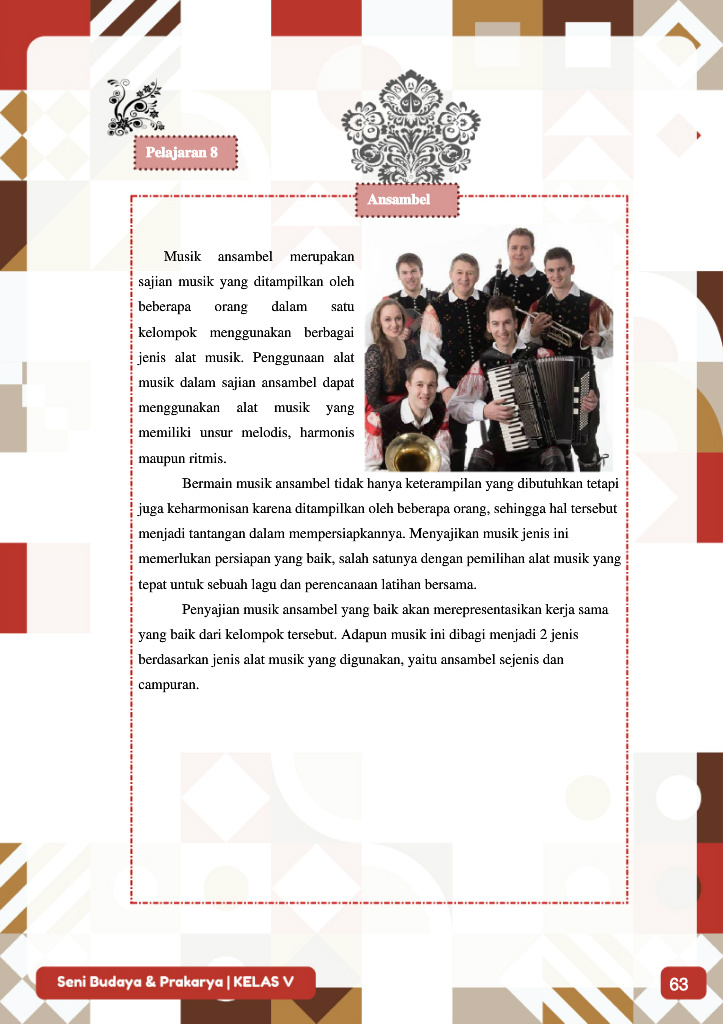 Pelajaran 8
Ansambel
Musik ansambel merupakan
sajian musik yang ditampilkan oleh
beberapa orang dalam satu
kelompok menggunakan berbagai
jenis alat musik. Penggunaan alat
musik dalam sajian ansambel dapat
menggunakan alat musik yang
memiliki unsur melodis, harmonis
maupun ritmis.
Bermain musik ansambel tidak hanya keterampilan yang dibutuhkan tetapi
juga keharmonisan karena ditampilkan oleh beberapa orang, sehingga hal tersebut
menjadi tantangan dalam mempersiapkannya. Menyajikan musik jenis ini
memerlukan persiapan yang baik, salah satunya dengan pemilihan alat musik yang
tepat untuk sebuah lagu dan perencanaan latihan bersama.
Penyajian musik ansambel yang baik akan merepresentasikan kerja sama
yang baik dari kelompok tersebut. Adapun musik ini dibagi menjadi 2 jenis
berdasarkan jenis alat musik yang digunakan, yaitu ansambel sejenis dan
campuran.
Seni Budaya & Prakarya | KELAS V
63